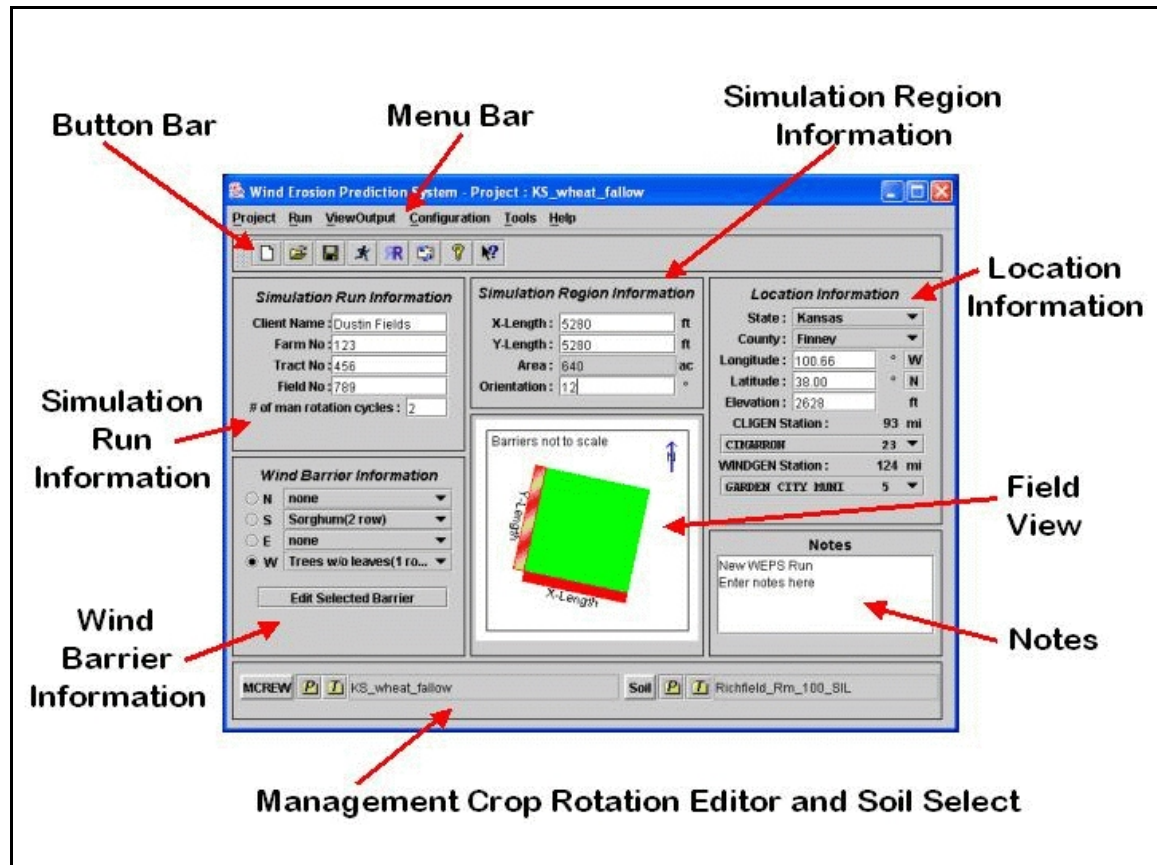 Button Bar
Menu Bar
Simulation Region
Information
Wind Erosion Prediction System - Project : KS_wheat_fallow
Project Run ViewOutput Configuration Tools Help
Location
Information
Simulation Run Information
Client Name : Dustin Fields
Farm No : 123
Tract No : 456
Field No : 789
# of man rotation cycles : 2
Simulation Region Information
X-Length : 5280 ft
Y-Length : 5280 ft
Area : 640 ac
Orientation : 12 °
Location Information
State : Kansas
County : Finney
Longitude : 100.66 ° W
Latitude : 38.00 ° N
Elevation : 2628 ft
CLIGEN Station : 93 mi
CIMARRON 23
WINDGEN Station : 124 mi
GARDEN CITY MUNI 5
Simulation
Run
Information
Wind Barrier Information
N none
S Sorghum(2 row)
E none
W Trees w/o leaves(1 ro...
Edit Selected Barrier
Barriers not to scale
N
Y-Length
X-Length
Field
View
Notes
New WEPS Run
Enter notes here
Notes
Wind
Barrier
Information
MCREW P T KS_wheat_fallow Soil P T Richfield_Rm_100_SIL
Management Crop Rotation Editor and Soil Select